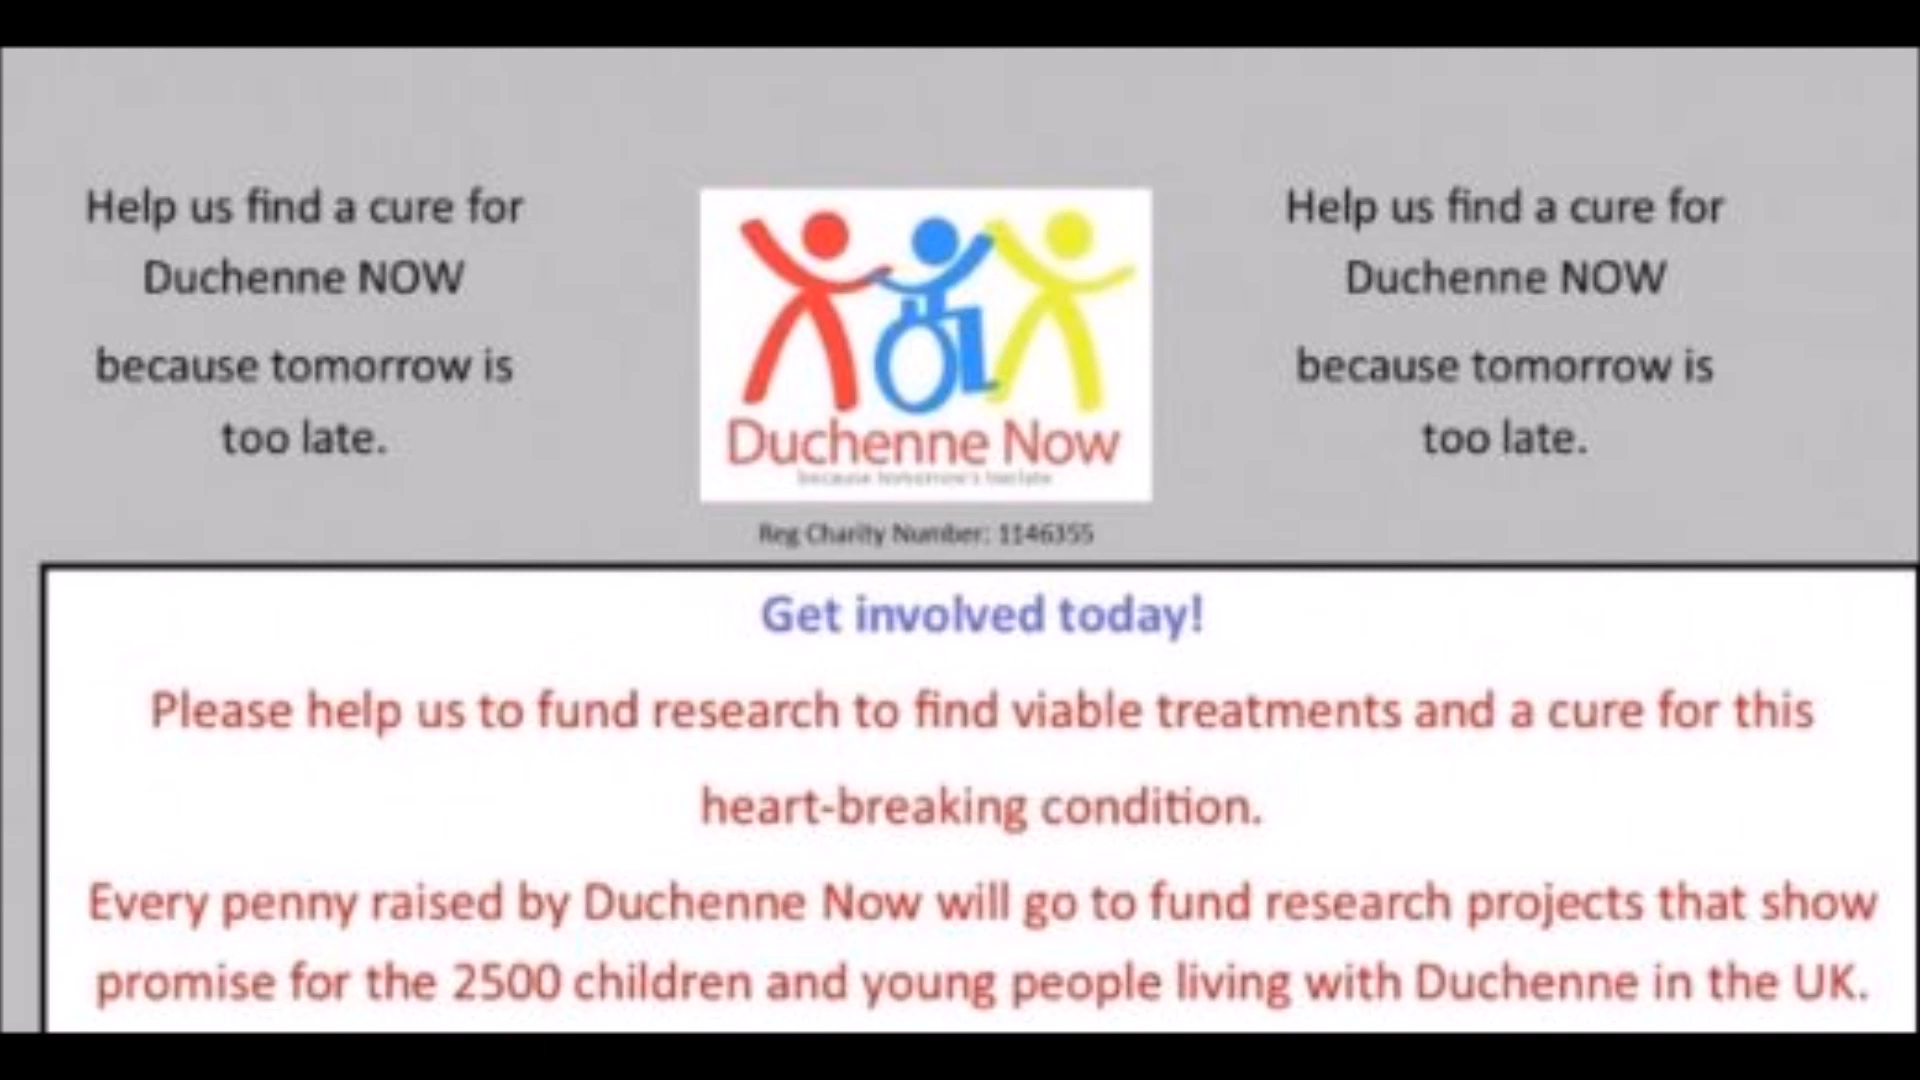 Help us find a cure for
Duchenne NOW
because tomorrow is
too late.
Duchenne Now
because tomorrow's too late
Reg Charity Number: 1146355
Help us find a cure for
Duchenne NOW
because tomorrow is
too late.
Get involved today!
Please help us to fund research to find viable treatments and a cure for this
heart-breaking condition.
Every penny raised by Duchenne Now will go to fund research projects that show
promise for the 2500 children and young people living with Duchenne in the UK.